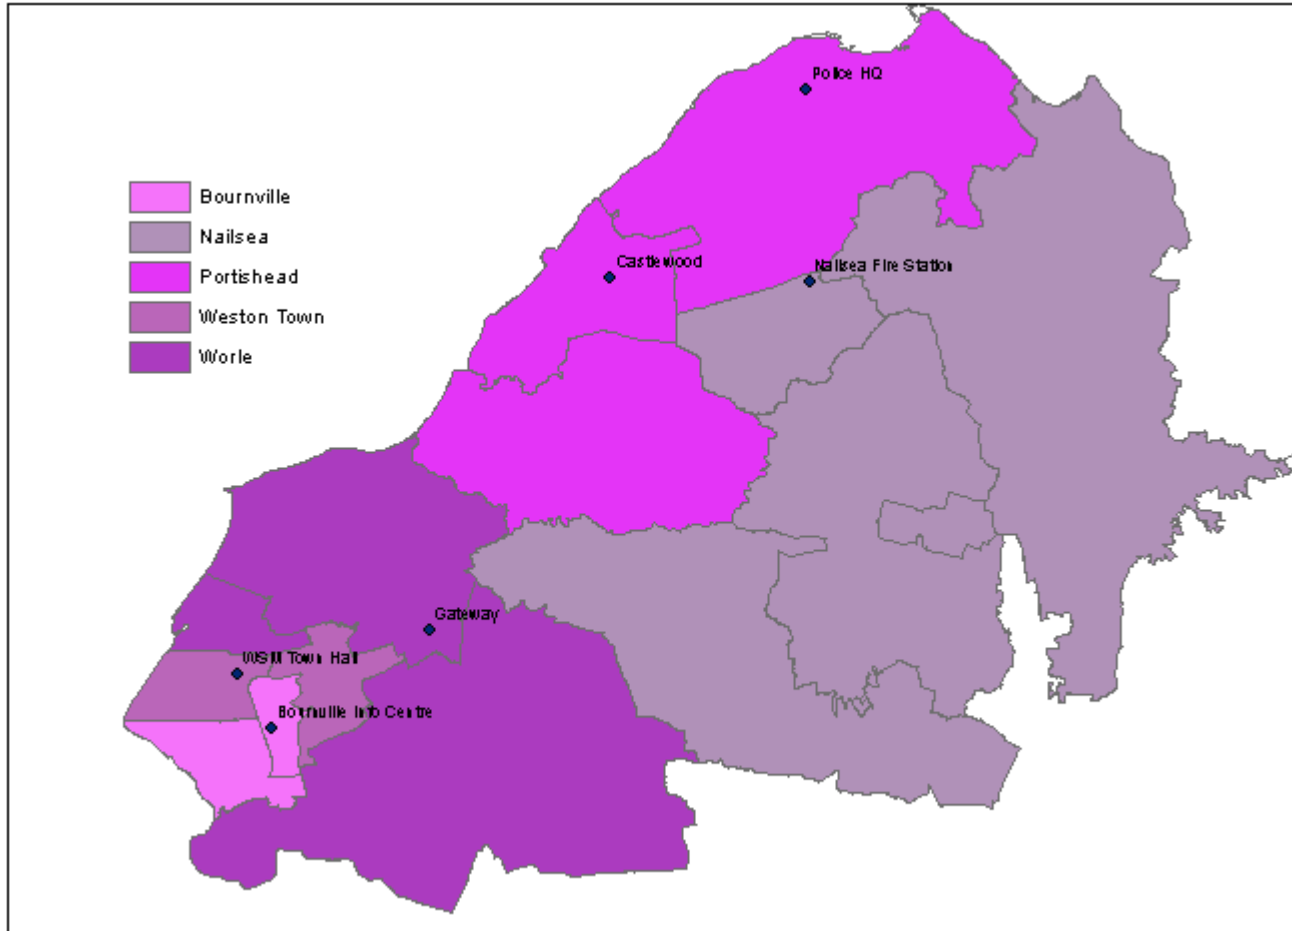 Police HQ
Bournville
Nailsea
Portishead
Weston Town
Worle
Castlewood
Nailsea Fire Station
Gateway
WSM Town Hall
Bournville Info Centre